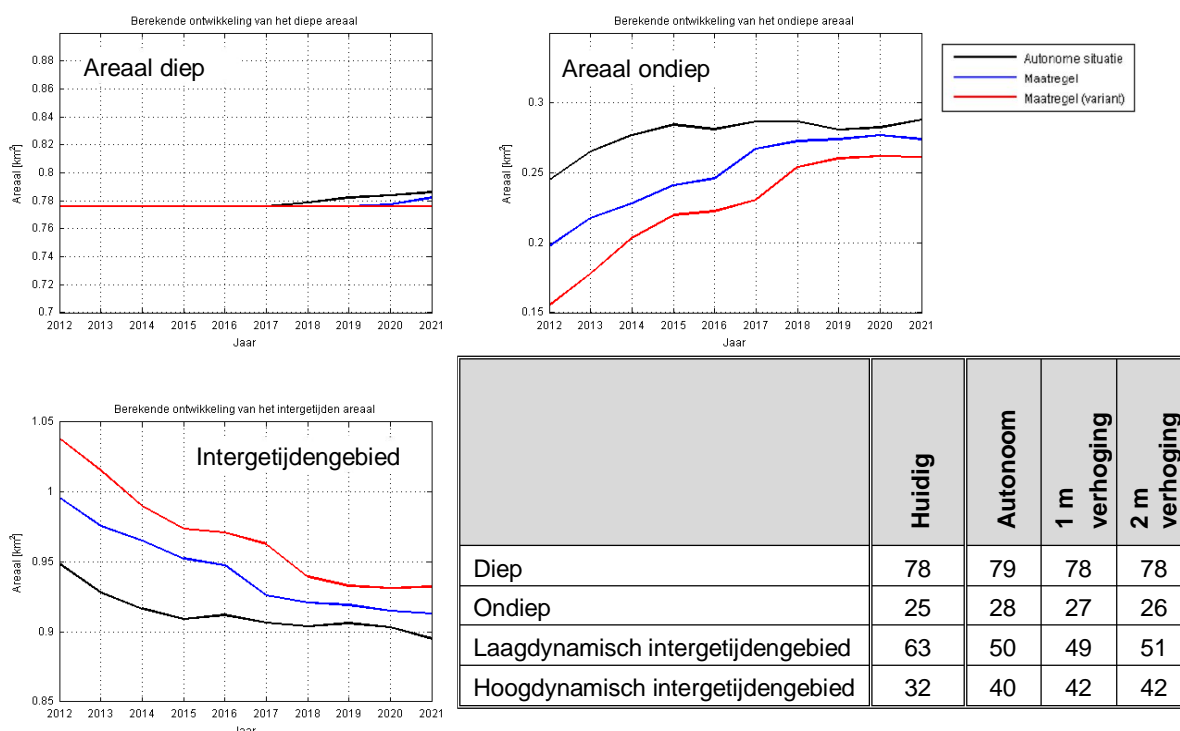 Berekende ontwikkeling van het diepe areaal
Areaal diep
Areaal [km²]
0.88
0.86
0.84
0.82
0.8
0.78
0.76
0.74
0.72
0.7
2012 2013 2014 2015 2016 2017 2018 2019 2020 2021
Jaar
Berekende ontwikkeling van het ondiepe areaal
Areaal ondiep
Areaal [km²]
0.3
0.25
0.2
0.15
2012 2013 2014 2015 2016 2017 2018 2019 2020 2021
Jaar
Autonome situatie
Maatregel
Maatregel (variant)
Berekende ontwikkeling van het intergetijden areaal
Intergetijdengebied
Areaal [km²]
1.05
1
0.95
0.9
0.85
2012 2013 2014 2015 2016 2017 2018 2019 2020 2021
Jaar
Huidig Autonoom 1 m verhoging 2 m verhoging
Diep 78 79 78 78
Ondiep 25 28 27 26
Laagdynamisch intergetijdengebied 63 50 49 51
Hoogdynamisch intergetijdengebied 32 40 42 42